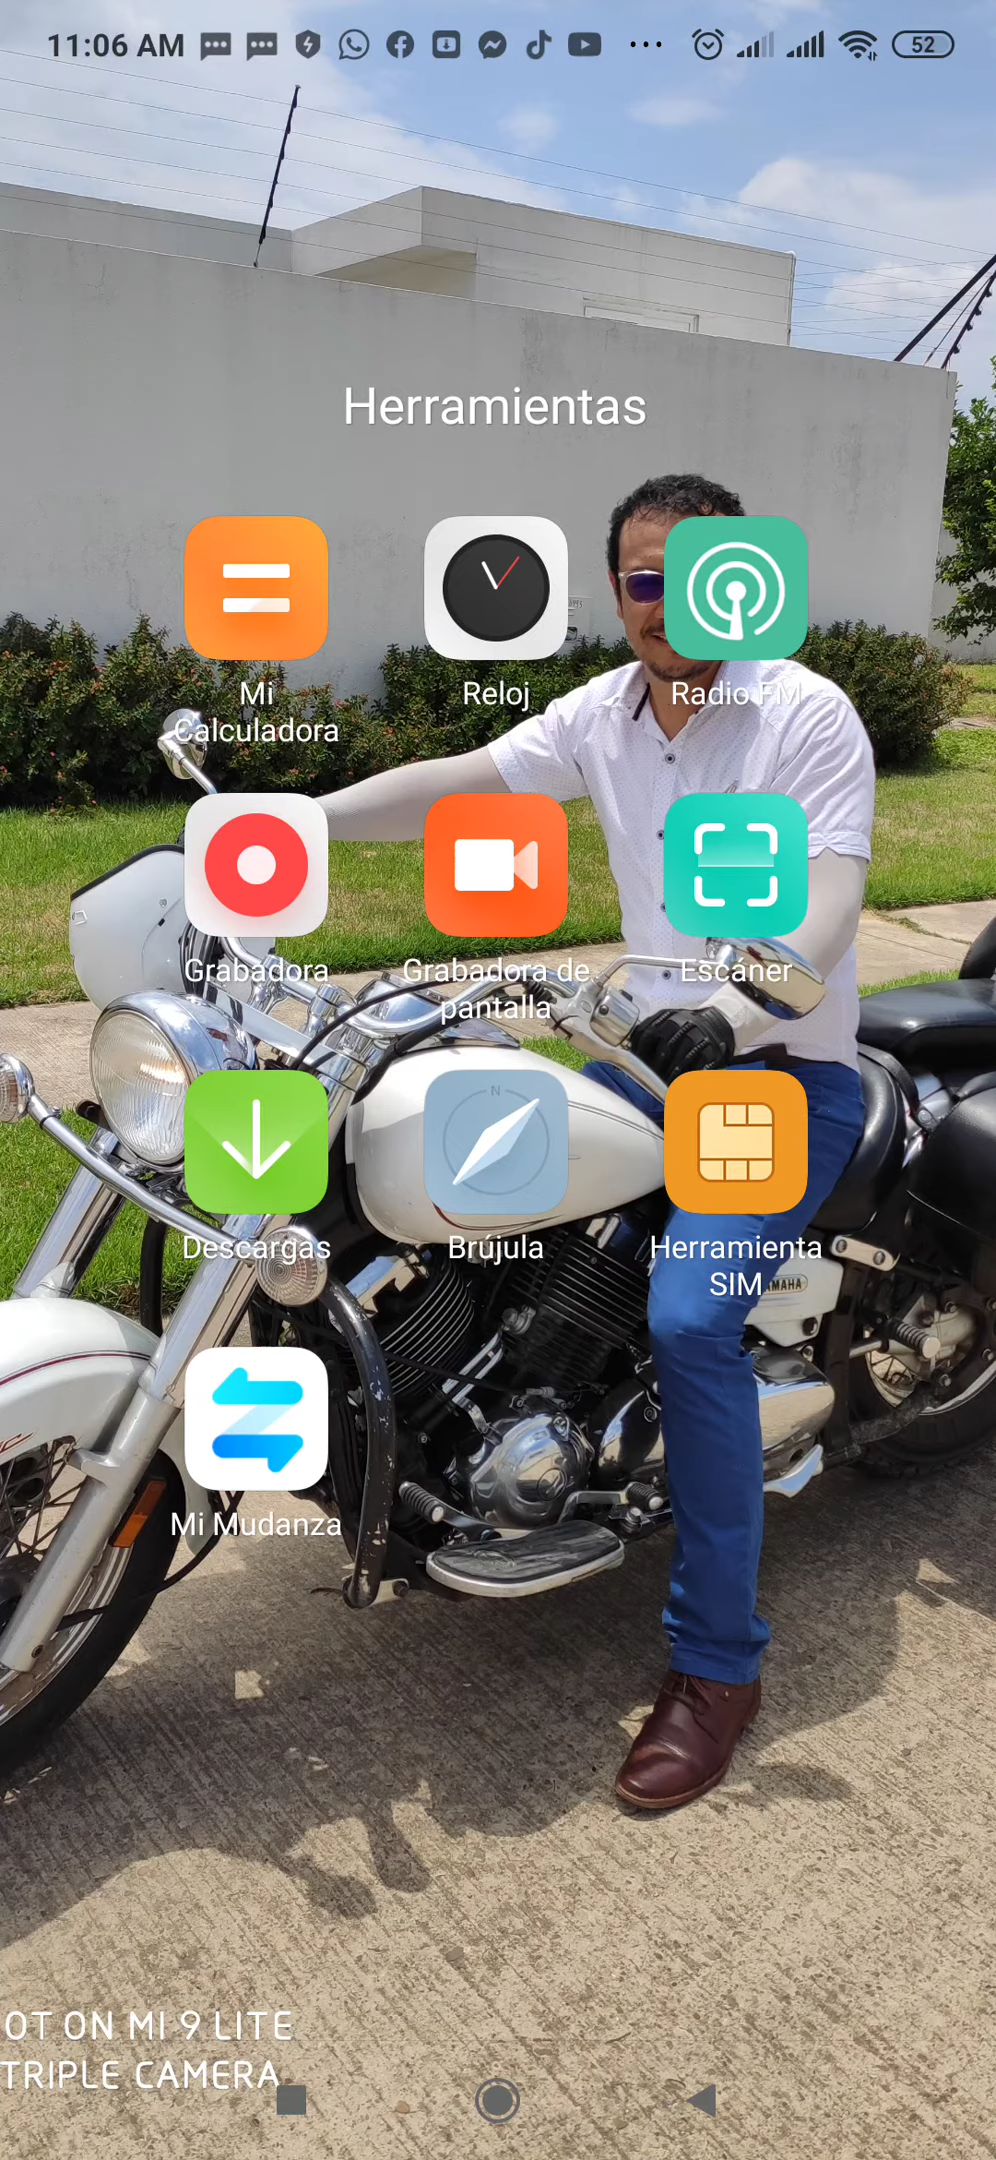 11:06 AM
52
Herramientas
Mi
Calculadora
Reloj
Radio FM
Grabadora
Grabadora de
pantalla
Escáner
N
Descargas
Brújula
Herramienta
SIM
YAMAHA
Mi Mudanza
OT ON MI 9 LITE
TRIPLE CAMERA